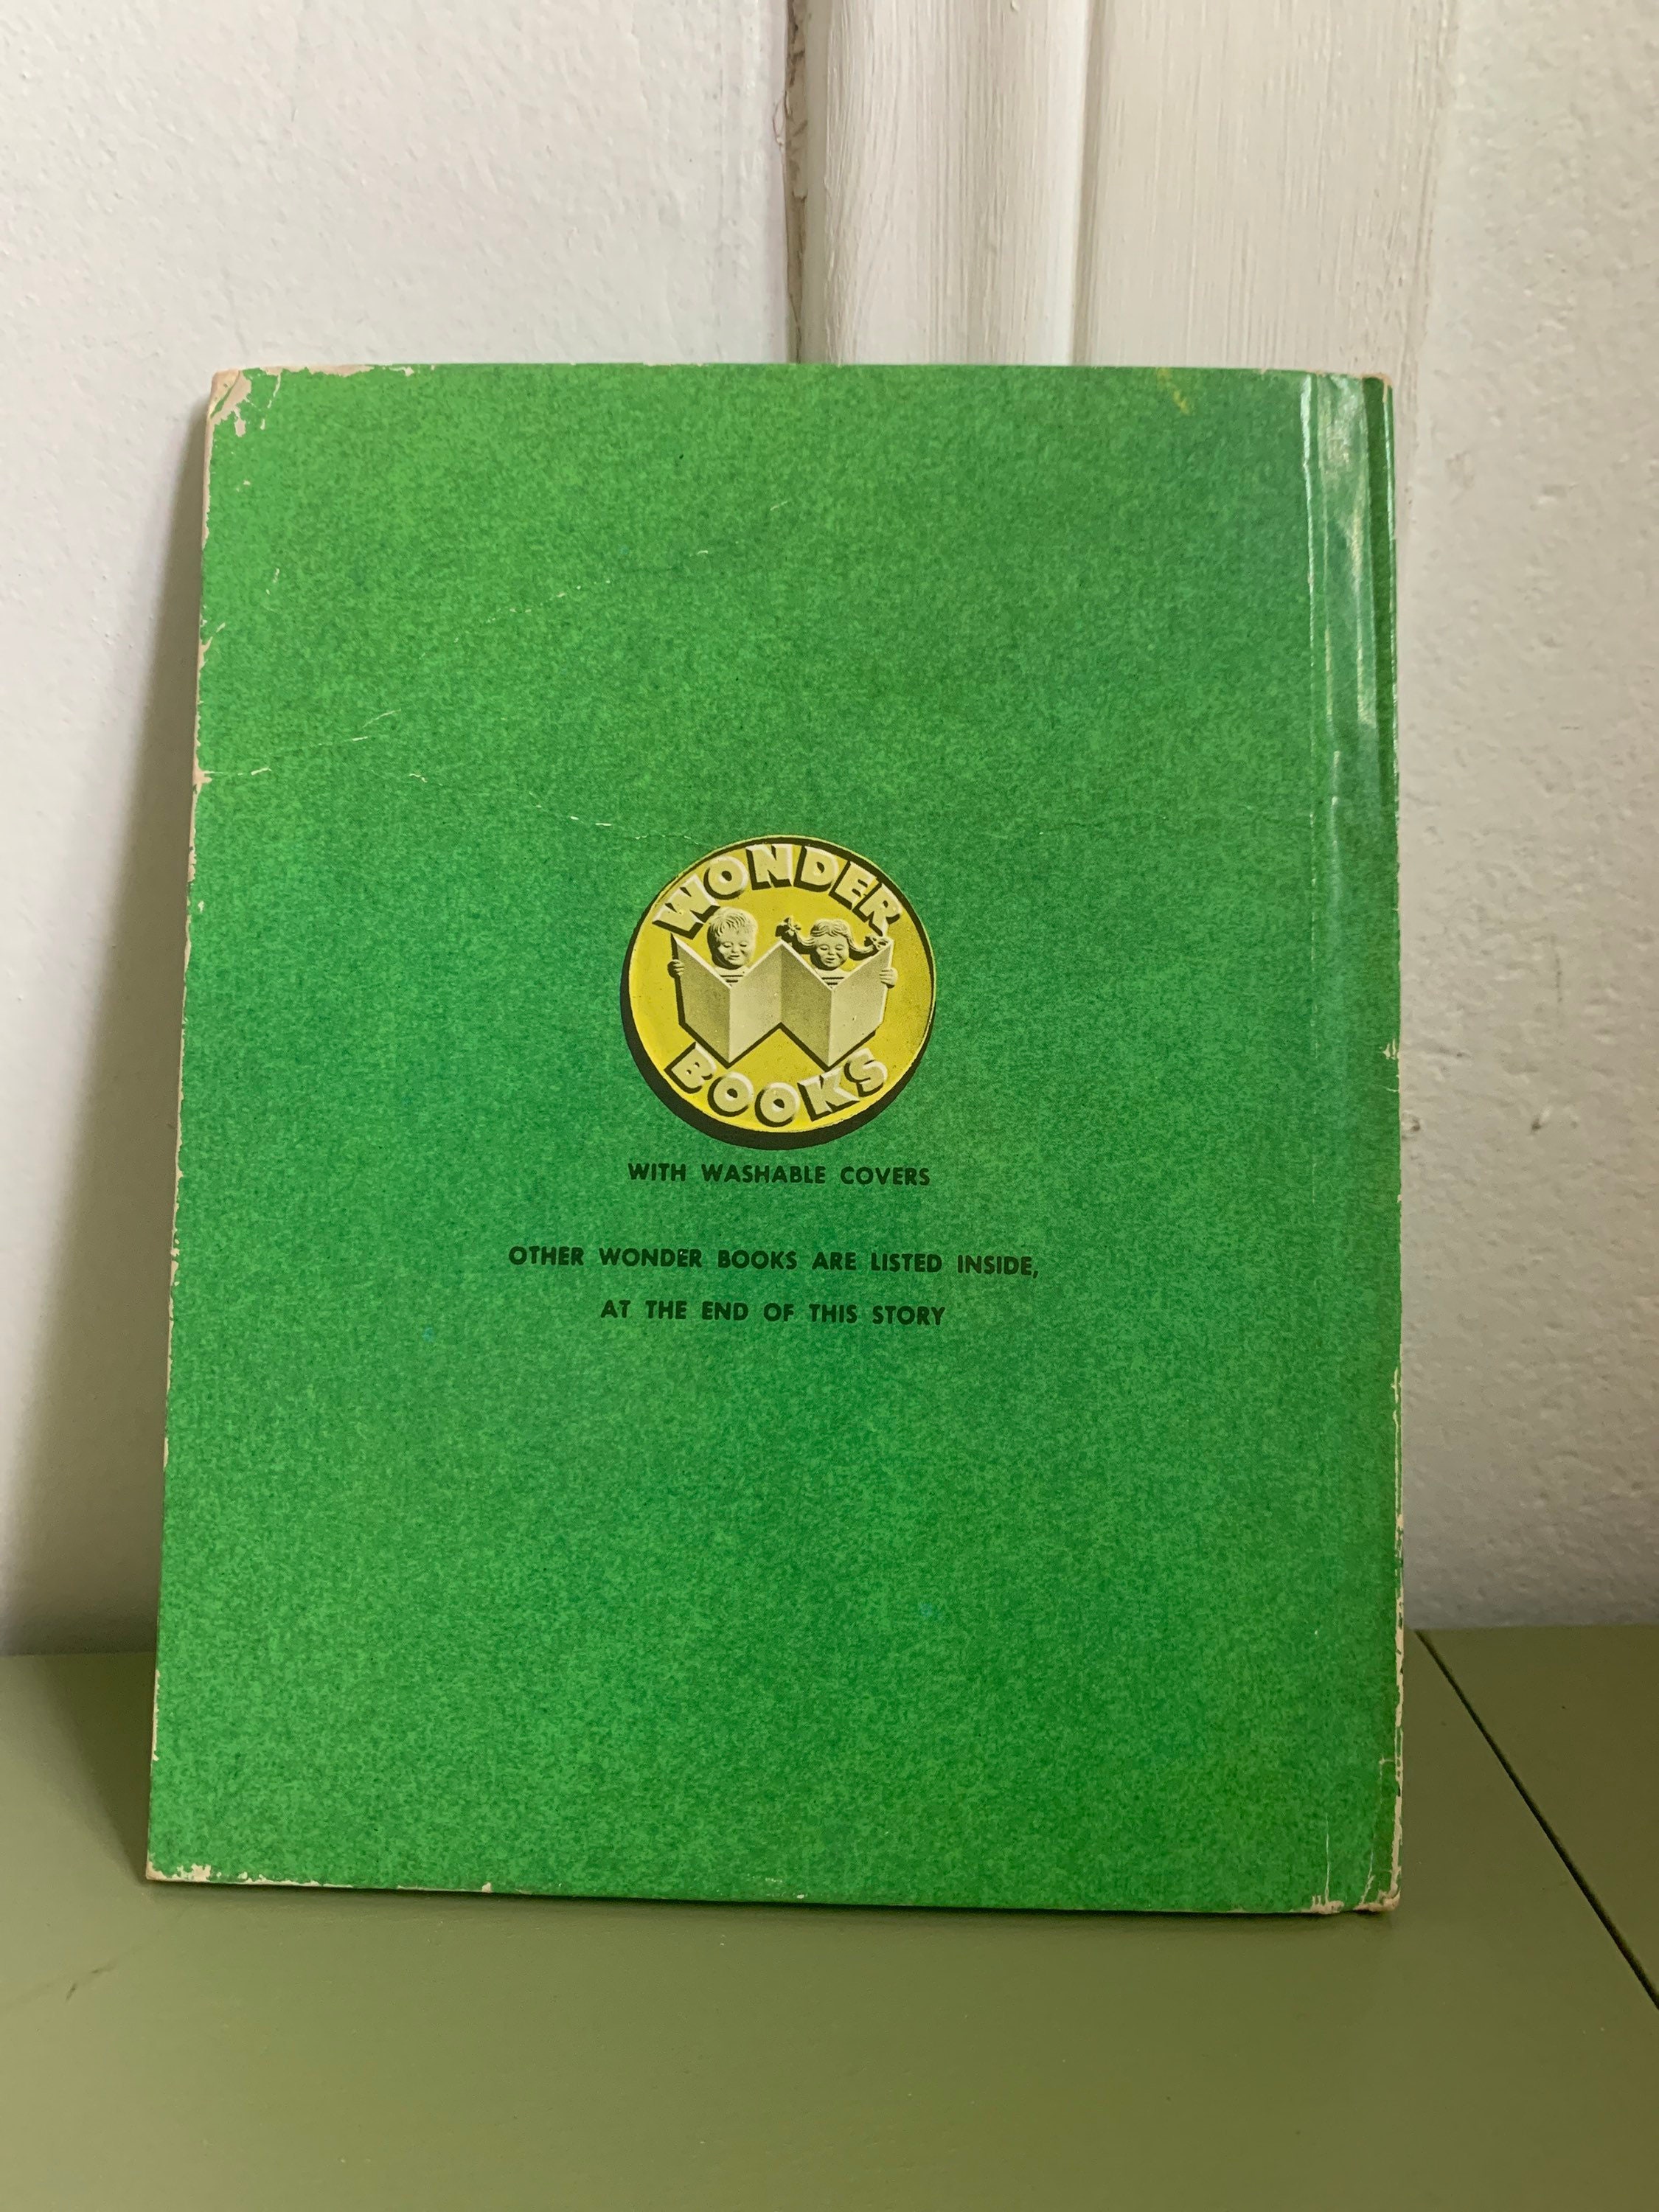 WONDER
BOOKS
WITH WASHABLE COVERS
OTHER WONDER BOOKS ARE LISTED INSIDE,
AT THE END OF THIS STORY